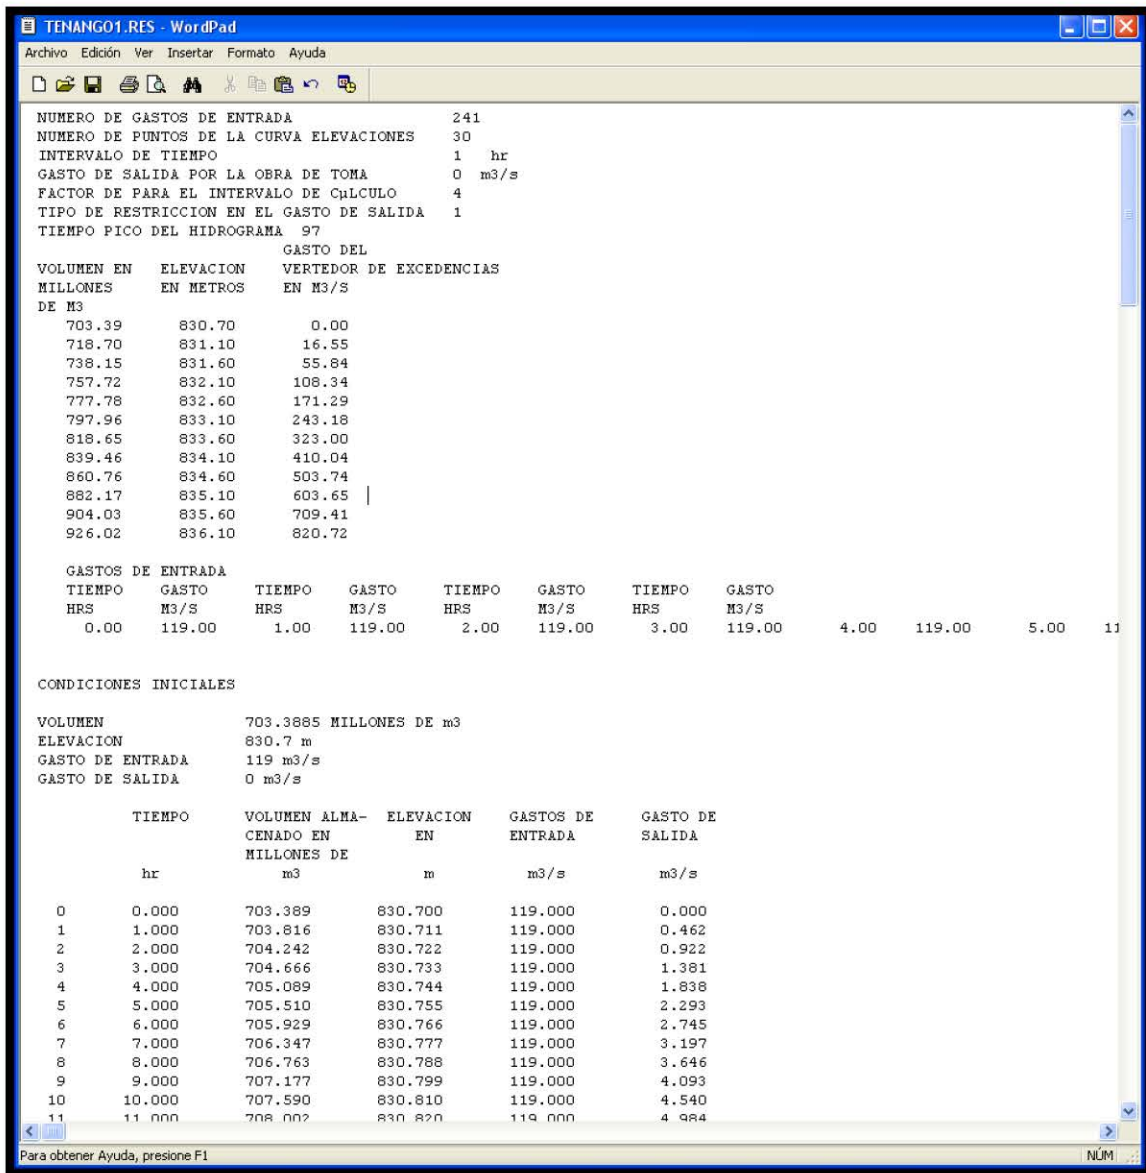 TENANGO1.RES - WordPad
Archivo Edición Ver Insertar Formato Ayuda
NUMERO DE GASTOS DE ENTRADA 241
NUMERO DE PUNTOS DE LA CURVA ELEVACIONES 30
INTERVALO DE TIEMPO 1 hr
GASTO DE SALIDA POR LA OBRA DE TOMA 0 m3/s
FACTOR DE PARA EL INTERVALO DE CµLCULO 4
TIPO DE RESTRICCION EN EL GASTO DE SALIDA 1
TIEMPO PICO DEL HIDROGRAMA 97
GASTO DEL
VOLUMEN EN ELEVACION VERTEDOR DE EXCEDENCIAS
MILLONES EN METROS EN M3/S
DE M3
703.39 830.70 0.00
718.70 831.10 16.55
738.15 831.60 55.84
757.72 832.10 108.34
777.78 832.60 171.29
797.96 833.10 243.18
818.65 833.60 323.00
839.46 834.10 410.04
860.76 834.60 503.74
882.17 835.10 603.65
904.03 835.60 709.41
926.02 836.10 820.72
GASTOS DE ENTRADA
TIEMPO GASTO TIEMPO GASTO TIEMPO GASTO TIEMPO GASTO
HRS M3/S HRS M3/S HRS M3/S HRS M3/S
0.00 119.00 1.00 119.00 2.00 119.00 3.00 119.00 4.00 119.00 5.00 11
CONDICIONES INICIALES
VOLUMEN 703.3885 MILLONES DE m3
ELEVACION 830.7 m
GASTO DE ENTRADA 119 m3/s
GASTO DE SALIDA 0 m3/s
TIEMPO VOLUMEN ALMA- ELEVACION GASTOS DE GASTO DE
CENADO EN EN ENTRADA SALIDA
MILLONES DE
hr m3 m m3/s m3/s
0 0.000 703.389 830.700 119.000 0.000
1 1.000 703.816 830.711 119.000 0.462
2 2.000 704.242 830.722 119.000 0.922
3 3.000 704.666 830.733 119.000 1.381
4 4.000 705.089 830.744 119.000 1.838
5 5.000 705.510 830.755 119.000 2.293
6 6.000 705.929 830.766 119.000 2.745
7 7.000 706.347 830.777 119.000 3.197
8 8.000 706.763 830.788 119.000 3.646
9 9.000 707.177 830.799 119.000 4.093
10 10.000 707.590 830.810 119.000 4.540
11 11.000 708.002 830.820 119.000 4.984
Para obtener Ayuda, presione F1 NÚM